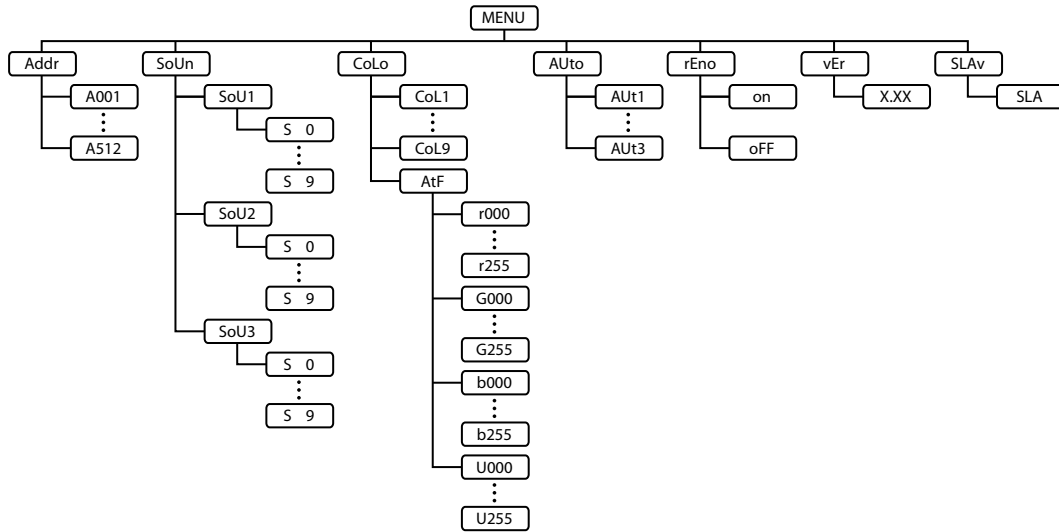 MENU
Addr
SoUn
CoLo
AUto
rEno
vEr
SLAv
A001
A512
SoU1
S 0
S 9
SoU2
S 0
S 9
SoU3
S 0
S 9
CoL1
CoL9
AtF
r000
r255
G000
G255
b000
b255
U000
U255
AUt1
AUt3
on
oFF
X.XX
SLA